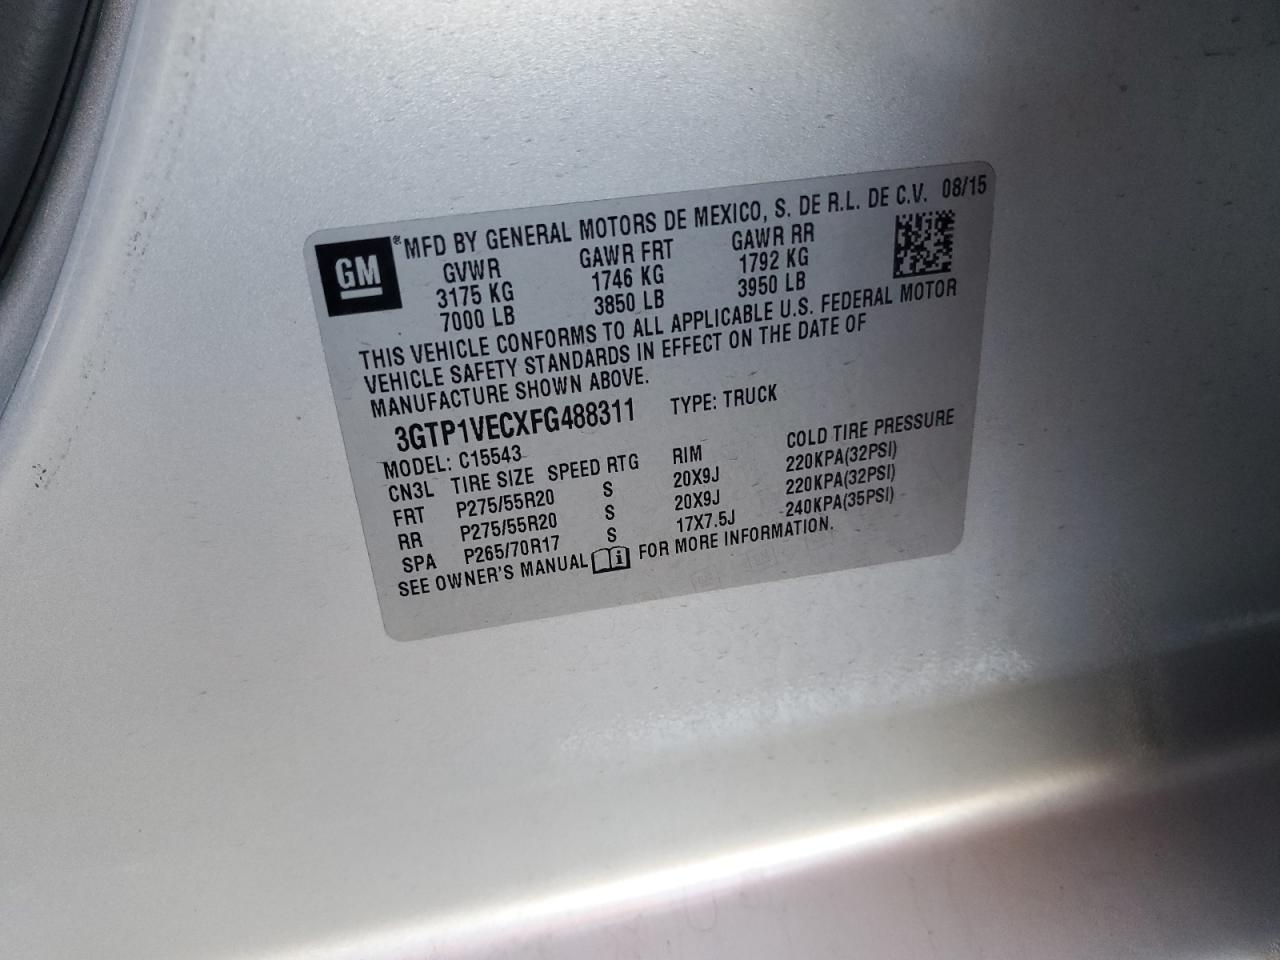 GM ® MFD BY GENERAL MOTORS DE MEXICO, S. DE R.L. DE C.V. 08/15
GVWR GAWR FRT GAWR RR
3175 KG 1746 KG 1792 KG
7000 LB 3850 LB 3950 LB
THIS VEHICLE CONFORMS TO ALL APPLICABLE U.S. FEDERAL MOTOR
VEHICLE SAFETY STANDARDS IN EFFECT ON THE DATE OF
MANUFACTURE SHOWN ABOVE.
3GTP1VECXFG488311 TYPE: TRUCK
MODEL: C15543
CN3L TIRE SIZE SPEED RTG RIM COLD TIRE PRESSURE
FRT P275/55R20 S 20X9J 220KPA(32PSI)
RR P275/55R20 S 20X9J 220KPA(32PSI)
SPA P265/70R17 S 17X7.5J 240KPA(35PSI)
SEE OWNER'S MANUAL i FOR MORE INFORMATION.